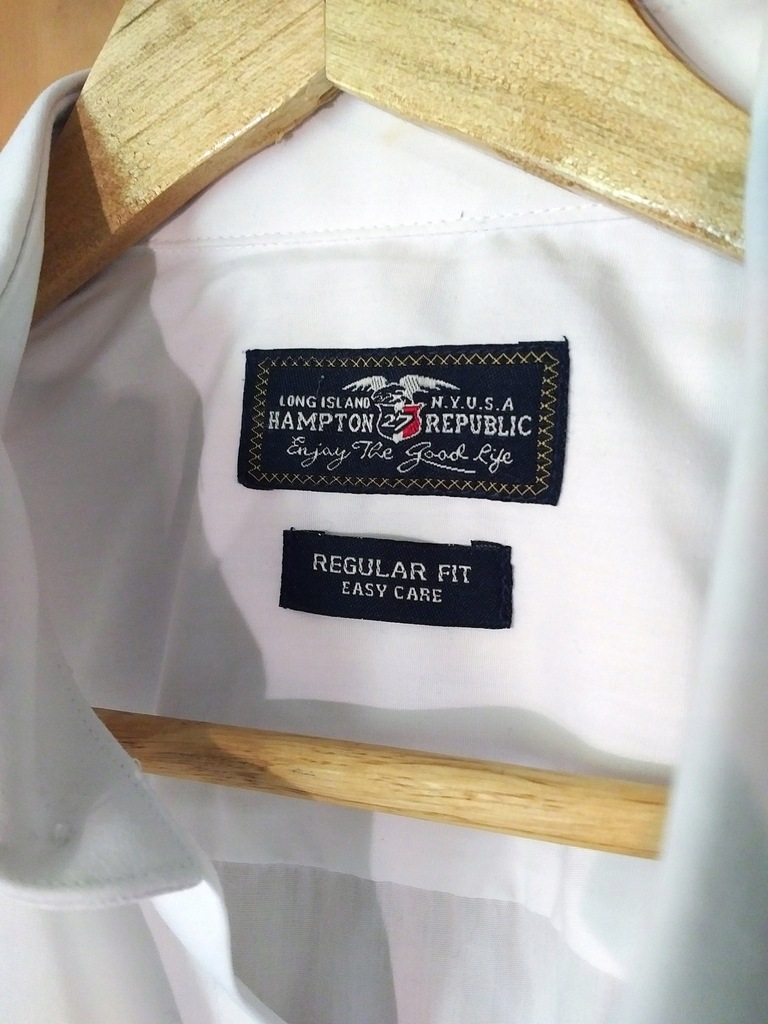 LONG ISLAND N.Y.U.S.A
HAMPTON 27 REPUBLIC
Enjoy The Good Life
REGULAR FIT
EASY CARE